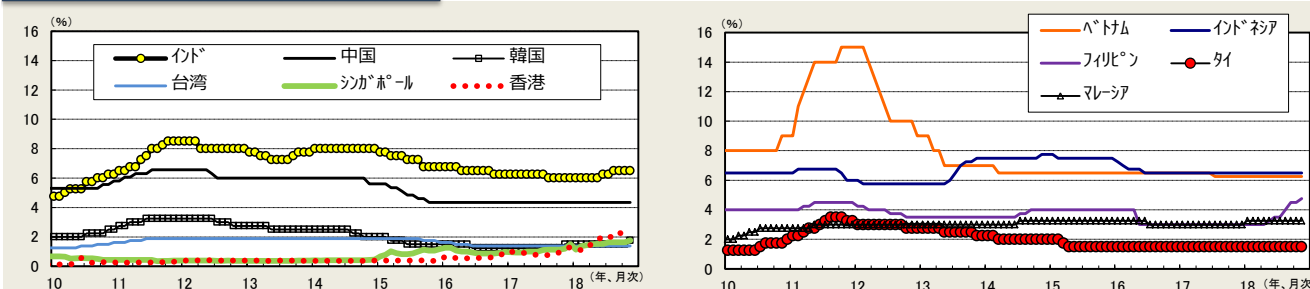 (%)
16
14
12
10
8
6
4
2
0
ｲﾝﾄﾞ 中国 韓国
台湾 ｼﾝｶﾞﾎﾟｰﾙ 香港
10 11 12 13 14 15 16 17 18 (年、月次)
(%)
16
14
12
10
8
6
4
2
0
ﾍﾞﾄﾅﾑ ｲﾝﾄﾞﾈｼｱ
ﾌｨﾘﾋﾟﾝ ﾀｲ
ﾏﾚｰｼｱ
10 11 12 13 14 15 16 17 18 (年、月次